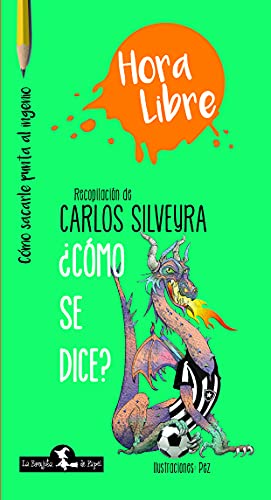 Cómo sacarle punta al ingenio
Hora
Libre
Recopilación de
CARLOS SILVEYRA
¿CÓMO
SE
DICE?
Ilustraciones: Pez
La Brujita de Papel